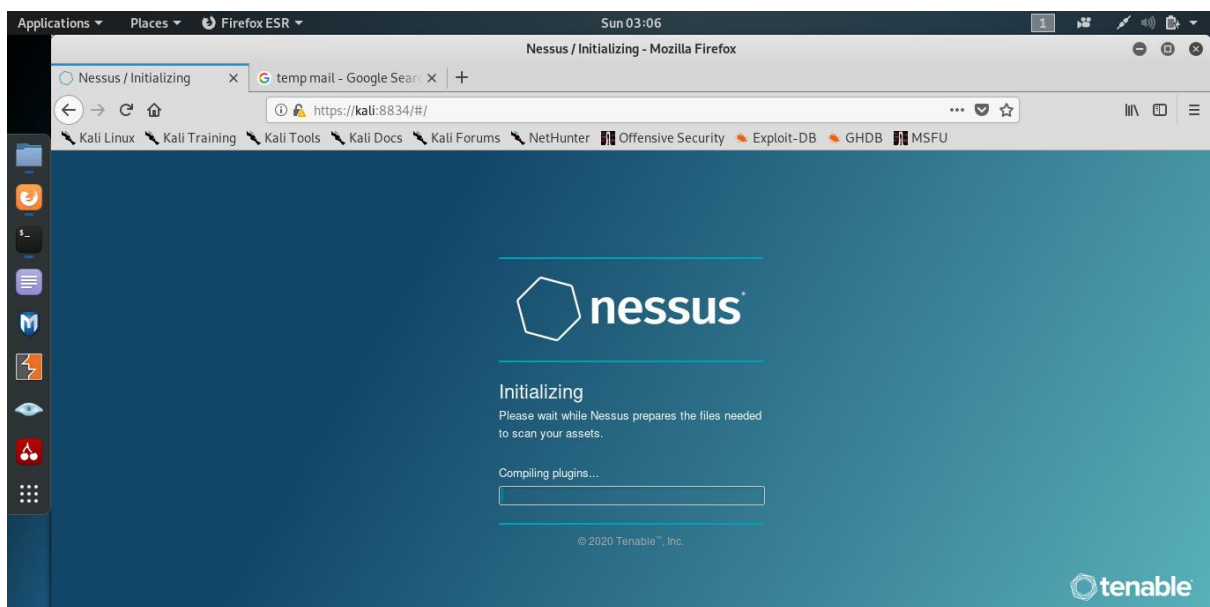 Applications Places Firefox ESR Sun 03:06 1
Nessus / Initializing - Mozilla Firefox
Nessus / Initializing temp mail - Google Sear
https://kali:8834/#/
Kali Linux Kali Training Kali Tools Kali Docs Kali Forums NetHunter Offensive Security Exploit-DB GHDB MSFU
nessus
Initializing
Please wait while Nessus prepares the files needed
to scan your assets.
Compiling plugins...
© 2020 Tenable™, Inc.
tenable